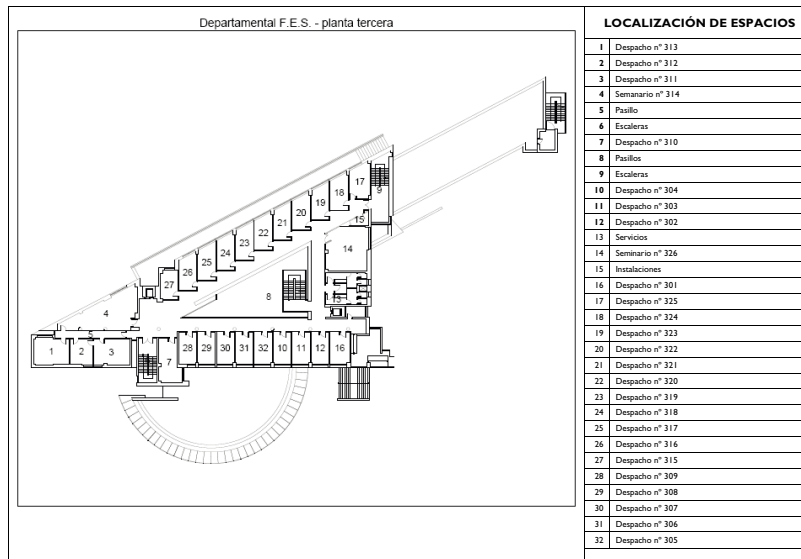 Departamental F.E.S. - planta tercera
17
18
9
19
20
15
21
22
23
14
24
25
26
27
8
13
4
5
1
2
3
7
28
29
30
31
32
10
11
12
16
LOCALIZACIÓN DE ESPACIOS
1 Despacho nº 313
2 Despacho nº 312
3 Despacho nº 311
4 Semanario nº 314
5 Pasillo
6 Escaleras
7 Despacho nº 310
8 Pasillos
9 Escaleras
10 Despacho nº 304
11 Despacho nº 303
12 Despacho nº 302
13 Servicios
14 Seminario nº 326
15 Instalaciones
16 Despacho nº 301
17 Despacho nº 325
18 Despacho nº 324
19 Despacho nº 323
20 Despacho nº 322
21 Despacho nº 321
22 Despacho nº 320
23 Despacho nº 319
24 Despacho nº 318
25 Despacho nº 317
26 Despacho nº 316
27 Despacho nº 315
28 Despacho nº 309
29 Despacho nº 308
30 Despacho nº 307
31 Despacho nº 306
32 Despacho nº 305